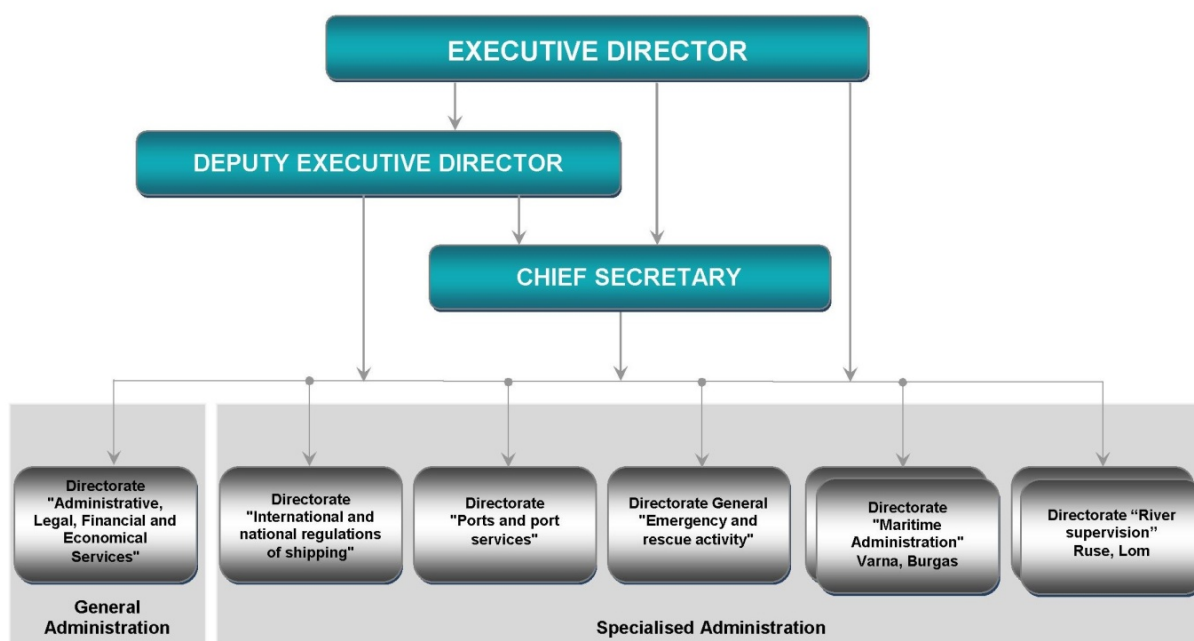 EXECUTIVE DIRECTOR
DEPUTY EXECUTIVE DIRECTOR
CHIEF SECRETARY
Directorate
"Administrative,
Legal, Financial and
Economical
Services"
Directorate
"International and
national regulations
of shipping"
Directorate
"Ports and port
services"
Directorate General
"Emergency and
rescue activity"
Directorate
"Maritime
Administration"
Varna, Burgas
Directorate “River
supervision”
Ruse, Lom
General
Administration
Specialised Administration